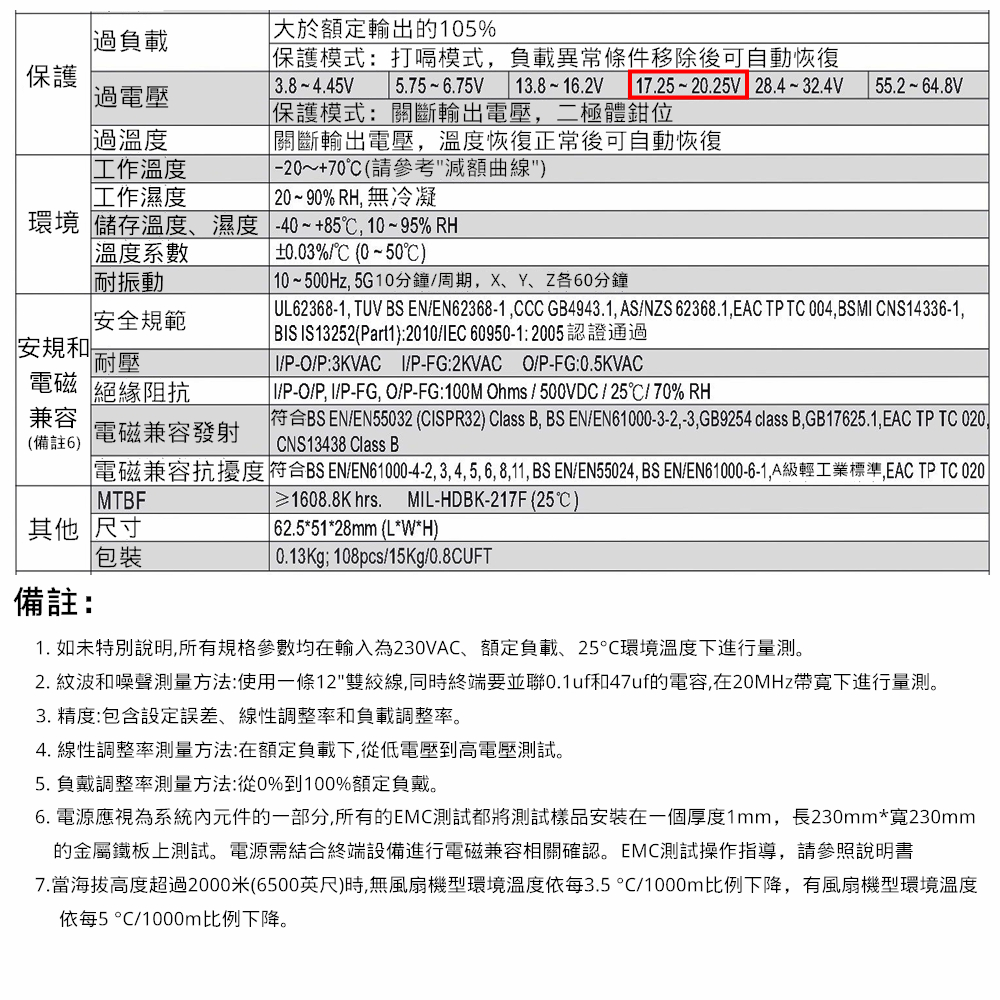 保護
過負載
大於額定輸出的105%
保護模式：打嗝模式，負載異常條件移除後可自動恢復
過電壓
3.8 ~ 4.45V 5.75 ~ 6.75V 13.8 ~ 16.2V 17.25 ~ 20.25V 28.4 ~ 32.4V 55.2 ~ 64.8V
保護模式：關斷輸出電壓，二極體鉗位
過溫度 關斷輸出電壓，溫度恢復正常後可自動恢復
環境
工作溫度 -20～+70℃(請參考"減額曲線")
工作濕度 20 ~ 90% RH, 無冷凝
儲存溫度、濕度 -40 ~ +85℃, 10 ~ 95% RH
溫度系數 ±0.03%/℃ (0 ~ 50℃)
耐振動 10 ~ 500Hz, 5G10分鐘/周期，X、Y、Z各60分鐘
安規和
電磁
兼容
(備註6)
安全規範
UL62368-1, TUV BS EN/EN62368-1 ,CCC GB4943.1, AS/NZS 62368.1,EAC TP TC 004,BSMI CNS14336-1,
BIS IS13252(Part1):2010/IEC 60950-1: 2005 認證通過
耐壓 I/P-O/P:3KVAC I/P-FG:2KVAC O/P-FG:0.5KVAC
絕緣阻抗 I/P-O/P, I/P-FG, O/P-FG:100M Ohms / 500VDC / 25℃/ 70% RH
電磁兼容發射
符合BS EN/EN55032 (CISPR32) Class B, BS EN/EN61000-3-2,-3,GB9254 class B,GB17625.1,EAC TP TC 020,
CNS13438 Class B
電磁兼容抗擾度 符合BS EN/EN61000-4-2, 3, 4, 5, 6, 8,11, BS EN/EN55024, BS EN/EN61000-6-1,A級輕工業標準,EAC TP TC 020
其他
MTBF ≥1608.8K hrs. MIL-HDBK-217F (25℃)
尺寸 62.5*51*28mm (L*W*H)
包裝 0.13Kg; 108pcs/15Kg/0.8CUFT
備註：
1. 如未特別說明,所有規格參數均在輸入為230VAC、額定負載、25°C環境溫度下進行量測。
2. 紋波和噪聲測量方法:使用一條12"雙絞線,同時終端要並聯0.1uf和47uf的電容,在20MHz帶寬下進行量測。
3. 精度:包含設定誤差、線性調整率和負載調整率。
4. 線性調整率測量方法:在額定負載下,從低電壓到高電壓測試。
5. 負戴調整率測量方法:從0%到100%額定負戴。
6. 電源應視為系統內元件的一部分,所有的EMC測試都將測試樣品安裝在一個厚度1mm，長230mm*寬230mm
的金屬鐵板上測試。電源需結合終端設備進行電磁兼容相關確認。EMC測試操作指導，請參照說明書
7.當海拔高度超過2000米(6500英尺)時,無風扇機型環境溫度依每3.5 °C/1000m比例下降，有風扇機型環境溫度
依每5 °C/1000m比例下降。